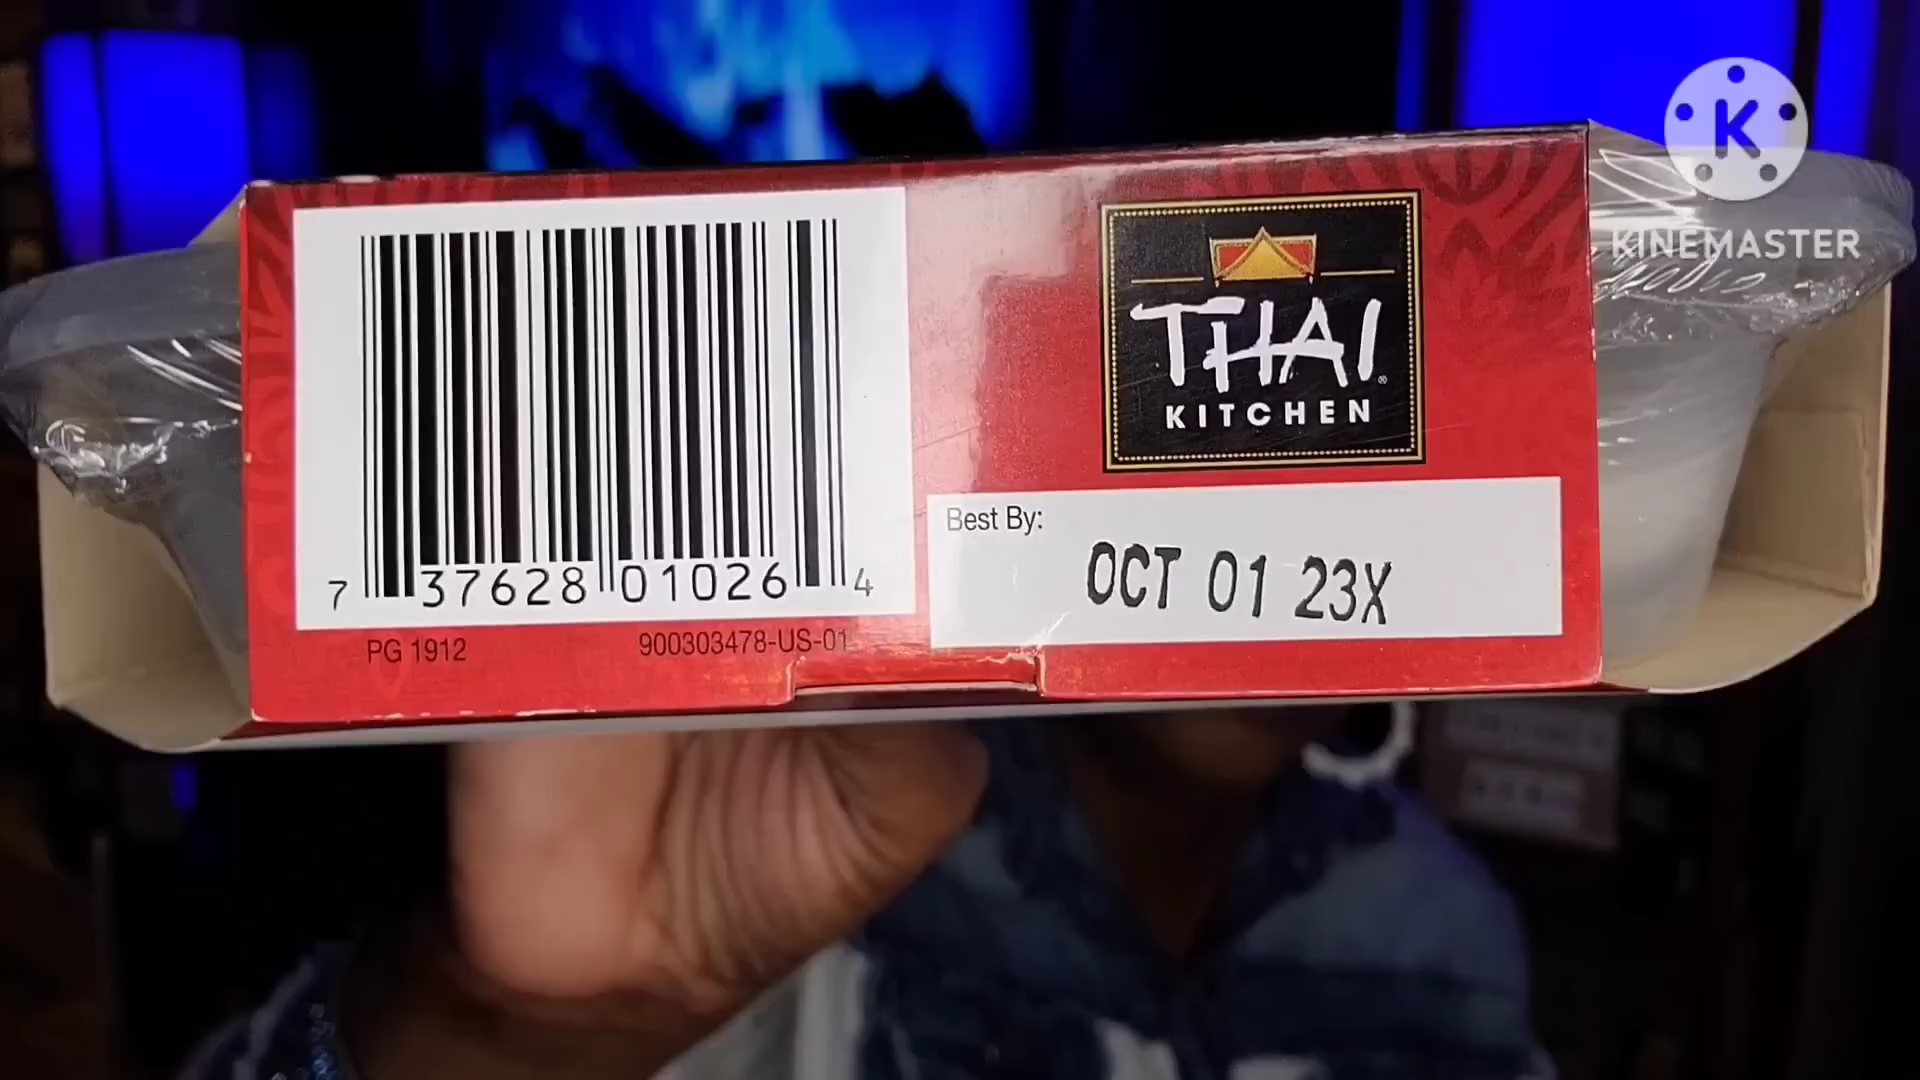 K
KINEMASTER
THAI
KITCHEN
Best By:
OCT 01 23X
7 37628 01026 4
PG 1912 900303478-US-01